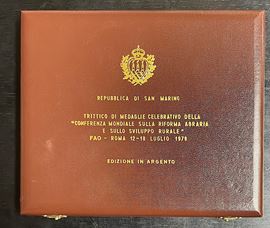 REPUBBLICA DI SAN MARINO
TRITTICO DI MEDAGLIE CELEBRATIVO DELLA
"CONFERENZA MONDIALE SULLA RIFORMA AGRARIA
E SULLO SVILUPPO RURALE"
FAO - ROMA 12-18 LUGLIO 1979
EDIZIONE IN ARGENTO